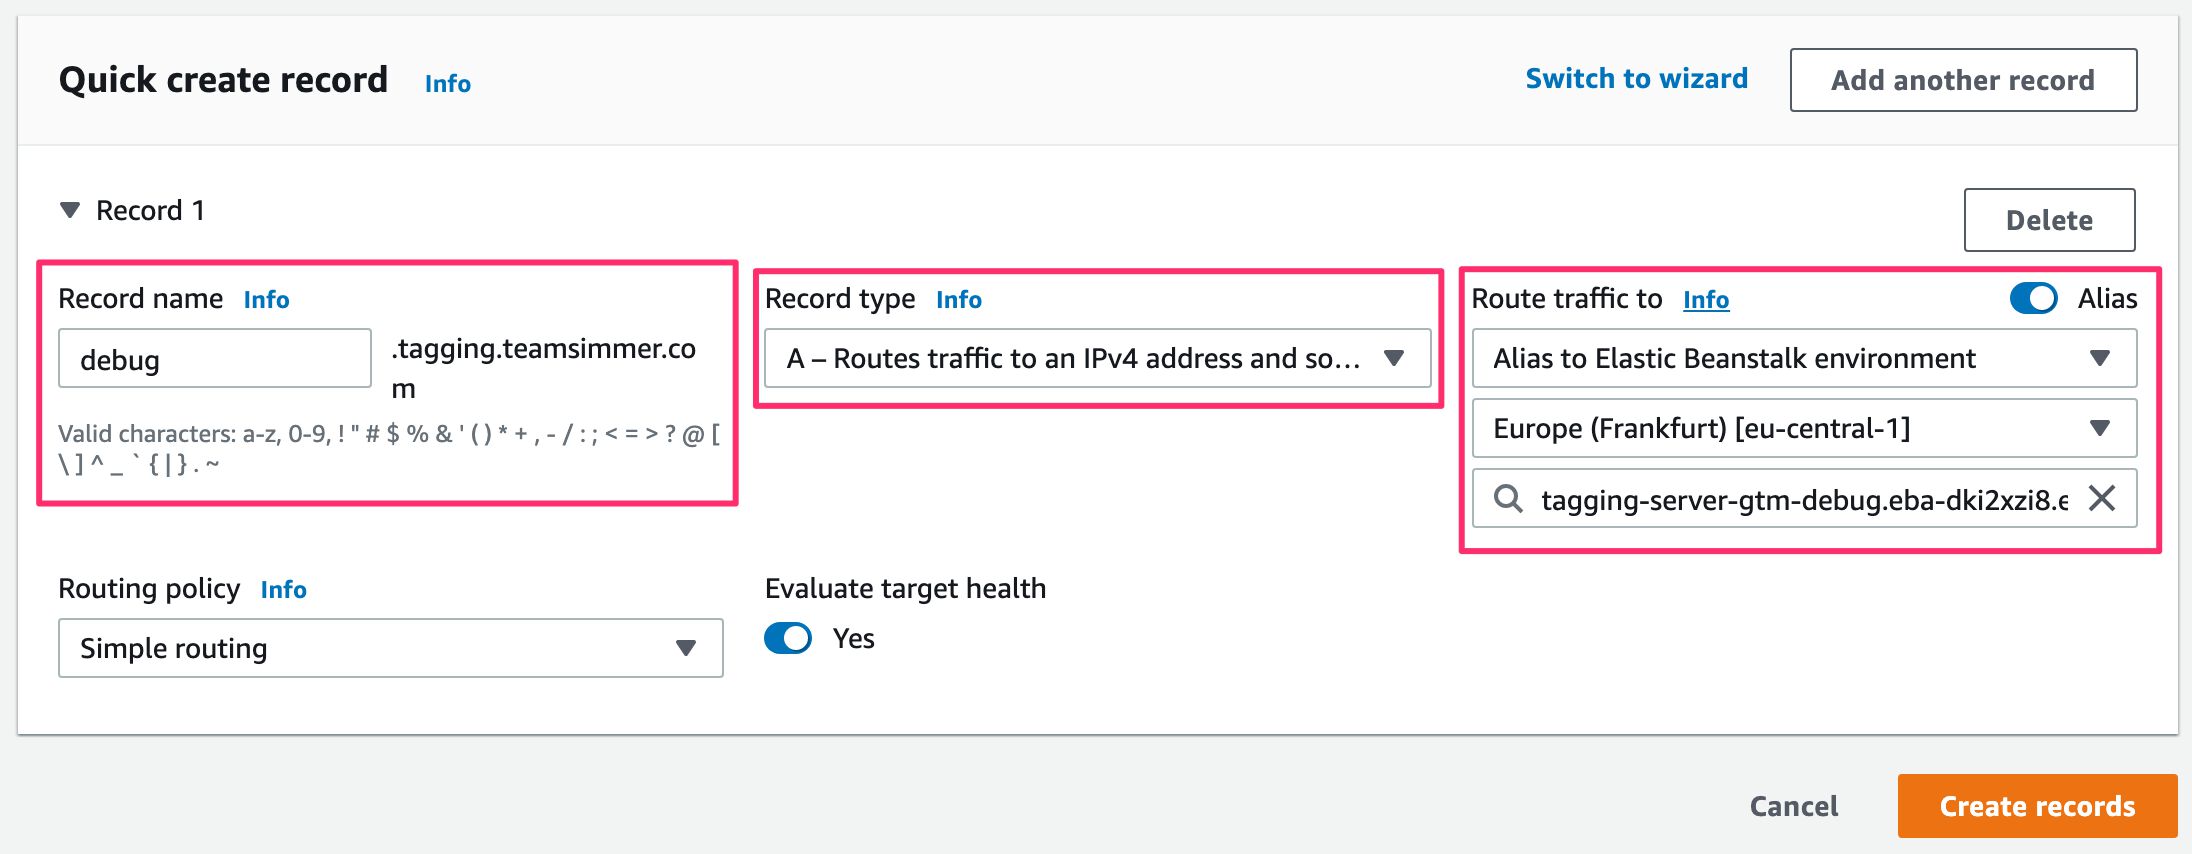 Quick create record Info
Switch to wizard
Add another record
Record 1
Delete
Record name Info
debug
.tagging.teamsimmer.co
m
Valid characters: a-z, 0-9, ! " # $ % & ' ( ) * + , - / : ; < = > ? @ [
\ ] ^ _ ` { | } . ~
Record type Info
A – Routes traffic to an IPv4 address and so...
Route traffic to Info
Alias
Alias to Elastic Beanstalk environment
Europe (Frankfurt) [eu-central-1]
tagging-server-gtm-debug.eba-dki2xzi8.e
Routing policy Info
Simple routing
Evaluate target health
Yes
Cancel
Create records